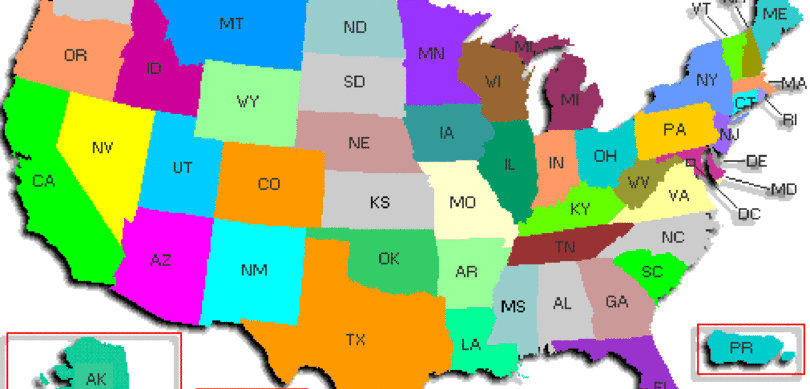 VT
ME
MT
ND
OR
ID
MN
MI
WI
SD
WY
NY
MA
CT
RI
MI
IA
PA
NJ
NV
NE
IL
IN
OH
DE
UT
CA
CO
KS
MO
WV
VA
MD
KY
DC
TN
NC
AZ
NM
OK
AR
SC
MS
AL
GA
TX
LA
PR
AK